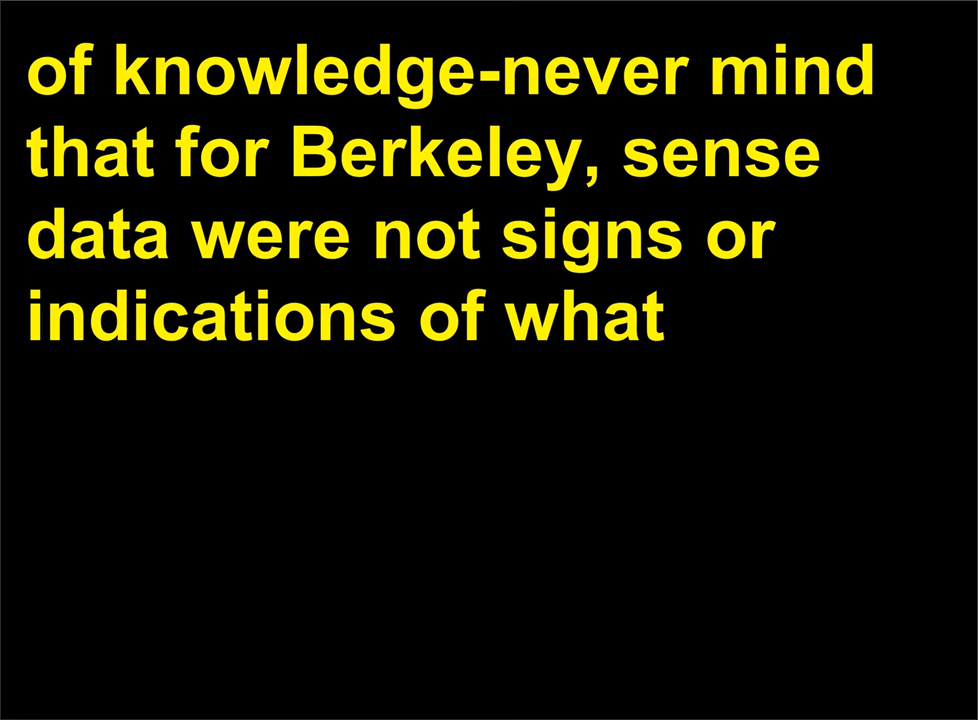 of knowledge-never mind
that for Berkeley, sense
data were not signs or
indications of what